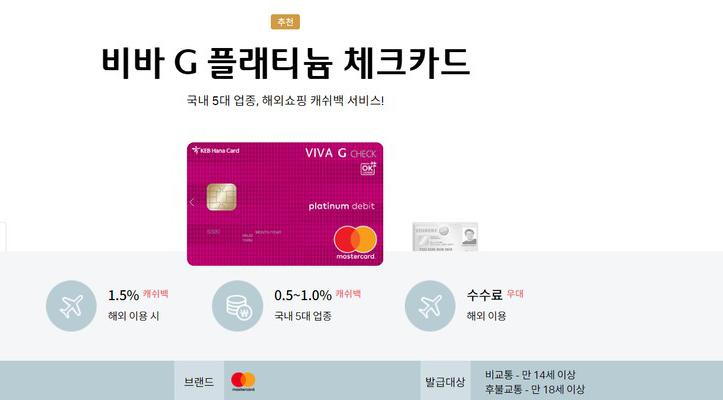 추천
비바 G 플래티늄 체크카드
국내 5대 업종, 해외쇼핑 캐쉬백 서비스!
KEB Hana Card
VIVA G CHECK
OK
platinum debit
MONTH/YEAR
VALID
THRU
mastercard
1.5% 캐쉬백
해외 이용 시
0.5~1.0% 캐쉬백
국내 5대 업종
수수료 우대
해외 이용
브랜드
mastercard
발급대상
비교통 - 만 14세 이상
후불교통 - 만 18세 이상